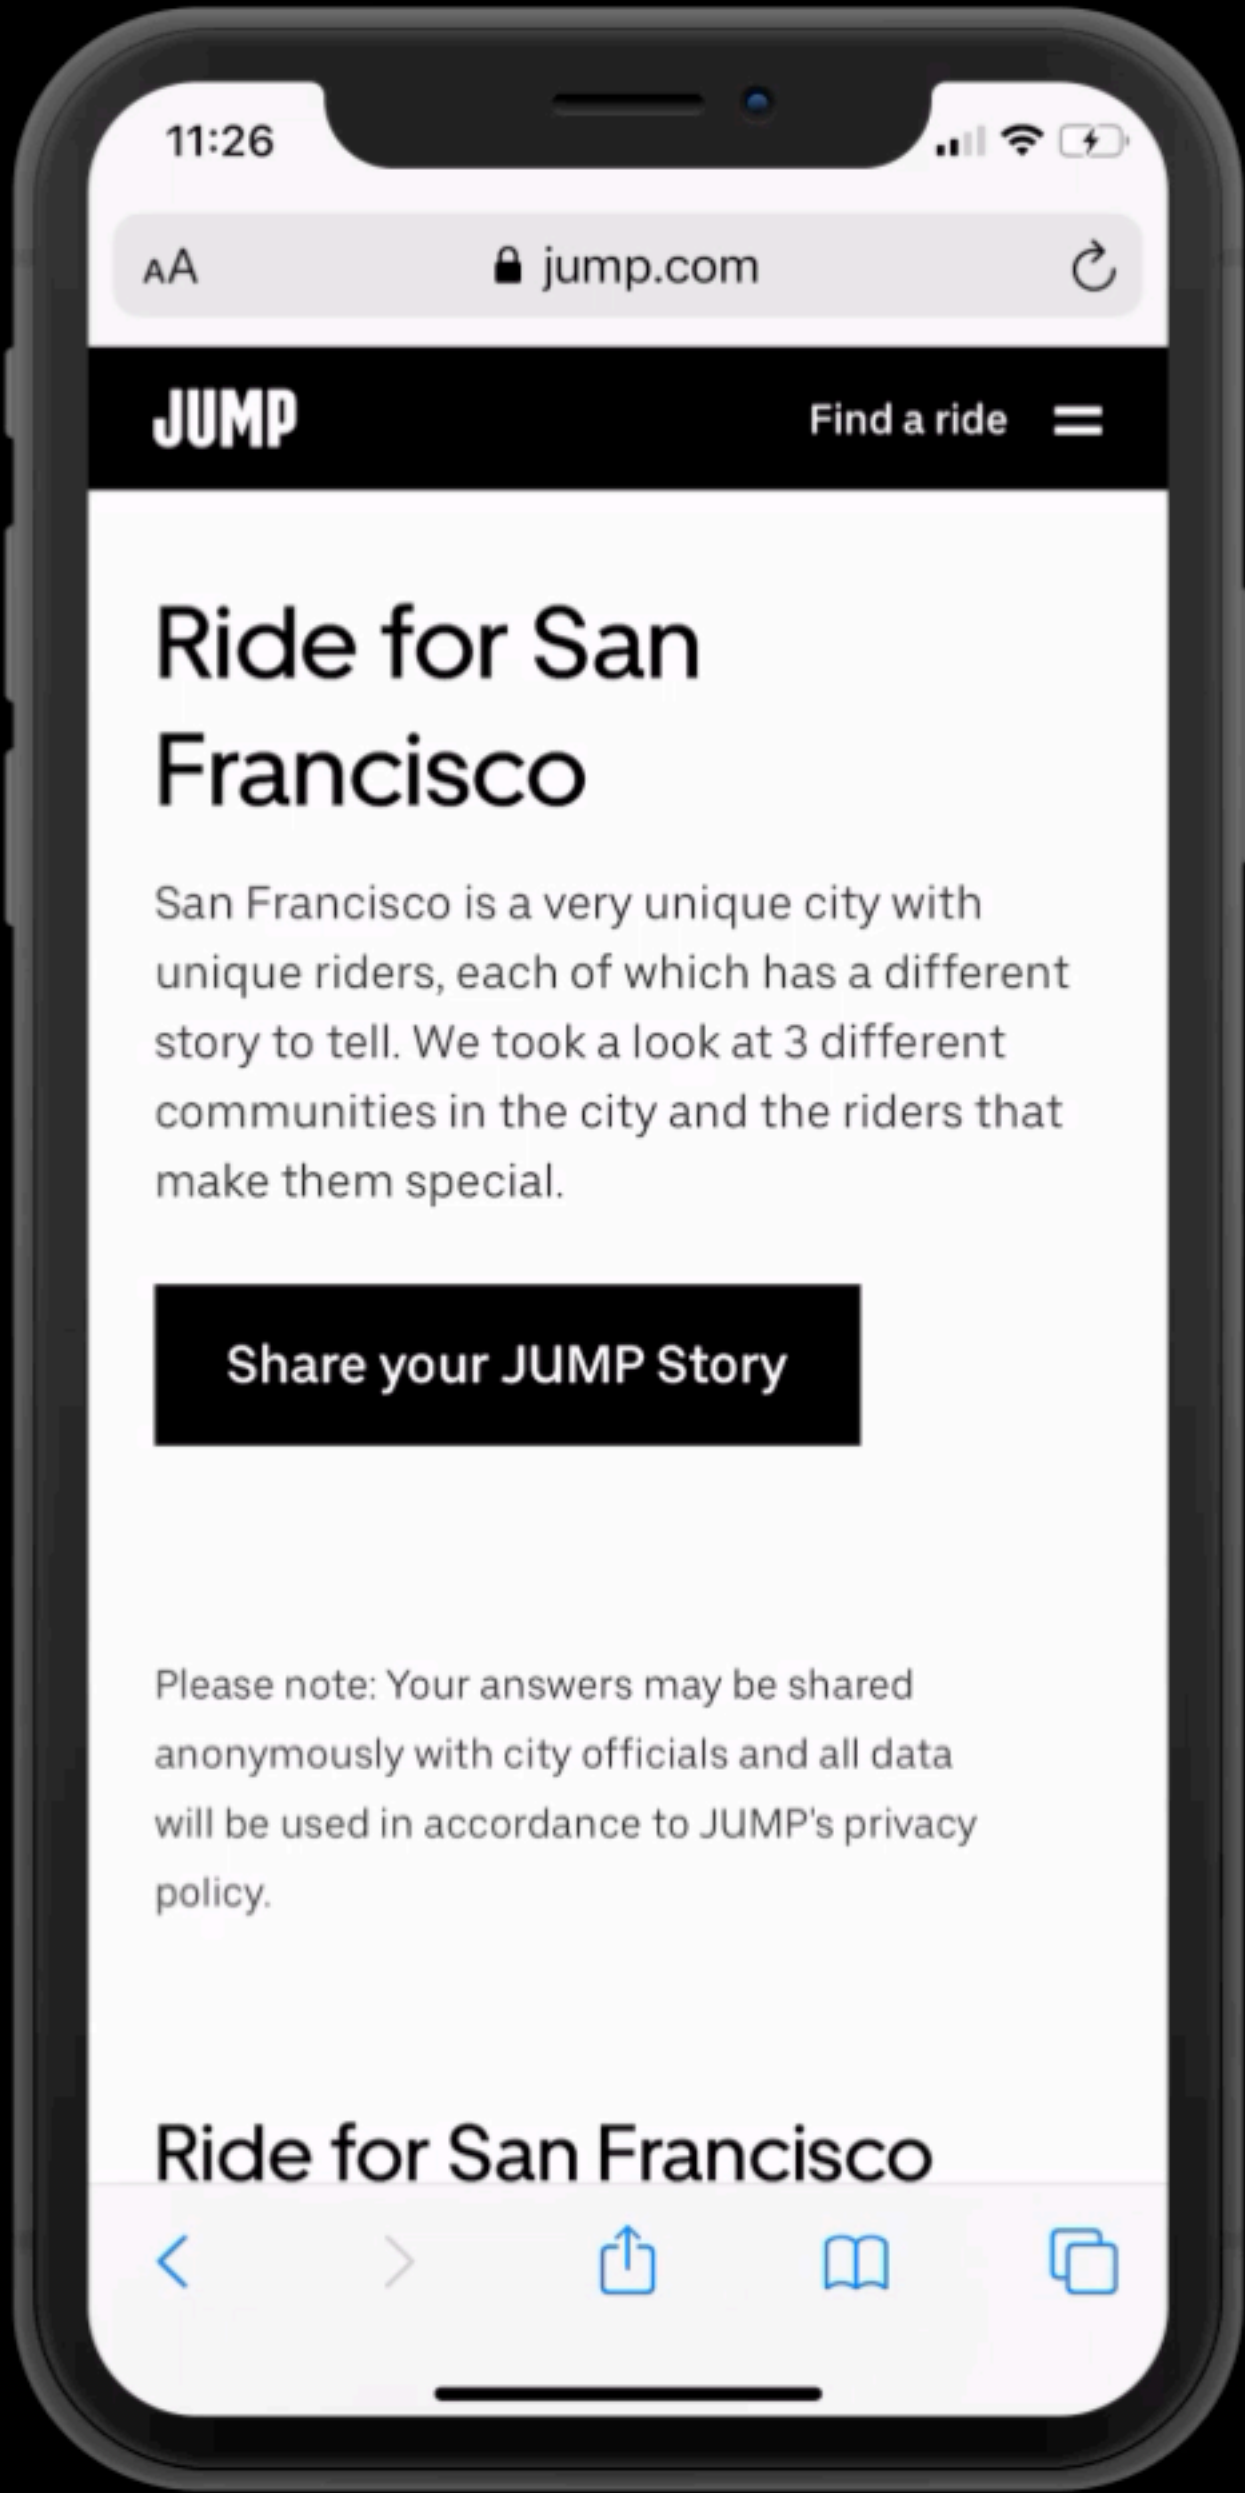 11:26
AA jump.com
JUMP Find a ride
Ride for San
Francisco
San Francisco is a very unique city with
unique riders, each of which has a different
story to tell. We took a look at 3 different
communities in the city and the riders that
make them special.
Share your JUMP Story
Please note: Your answers may be shared
anonymously with city officials and all data
will be used in accordance to JUMP's privacy
policy.
Ride for San Francisco